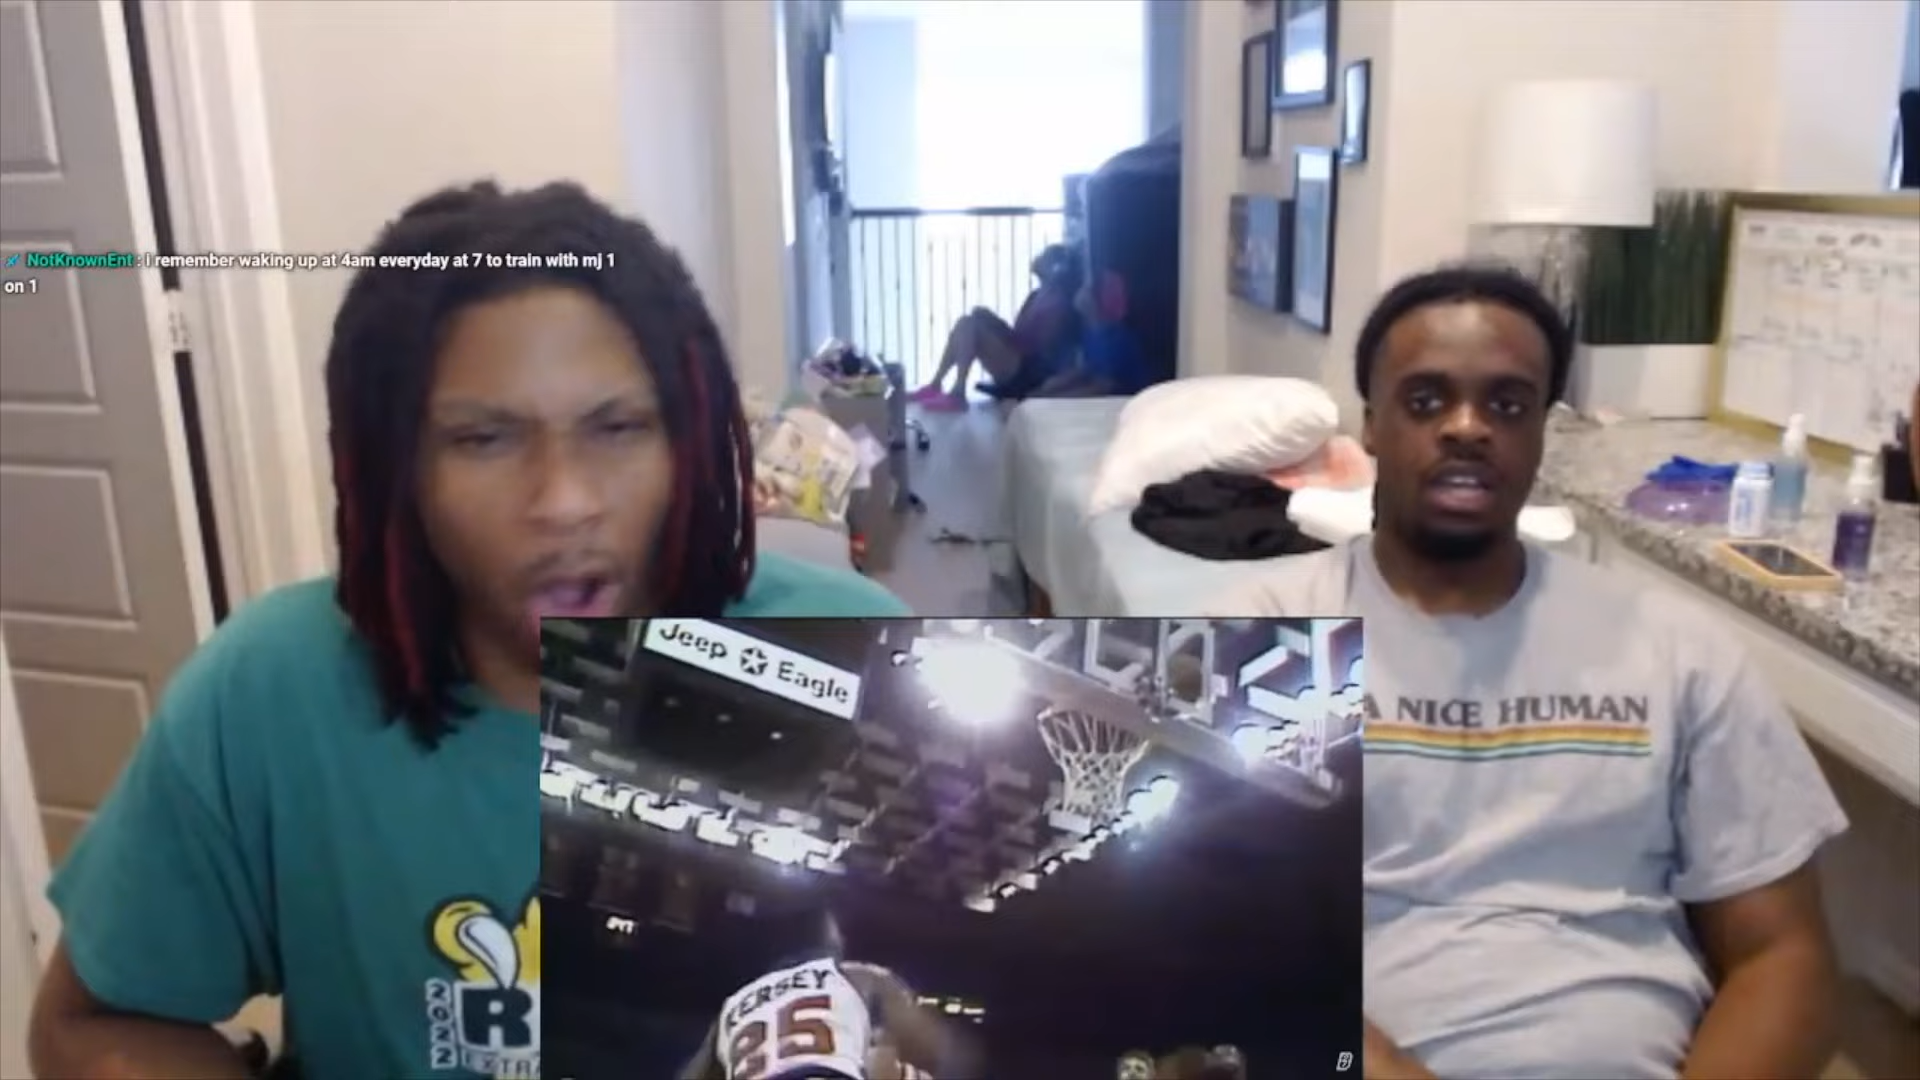 NotKnownEnt : i remember waking up at 4am everyday at 7 to train with mj 1
on 1
Jeep Eagle
A NICE HUMAN
KERSEY
25
2022
R
EXTR